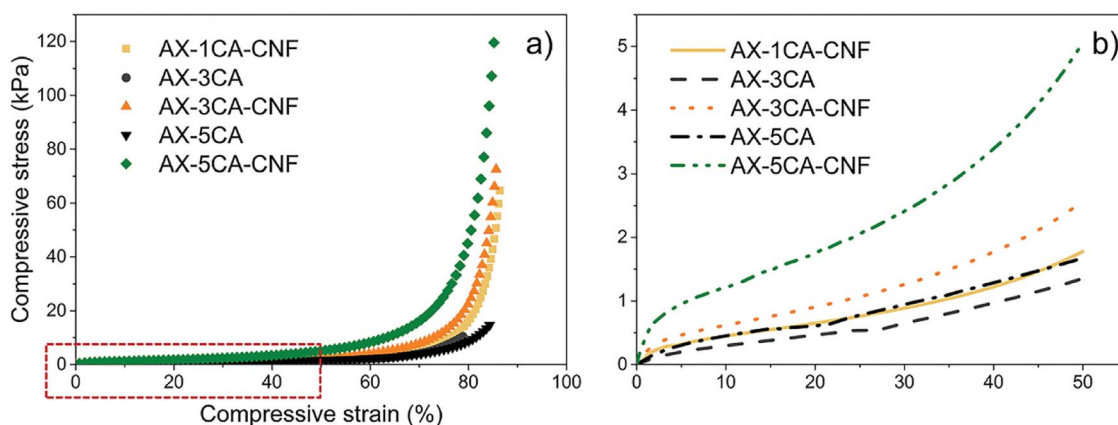 a)
Compressive stress (kPa)
120
100
80
60
40
20
0
AX-1CA-CNF
AX-3CA
AX-3CA-CNF
AX-5CA
AX-5CA-CNF
0 20 40 60 80 100
Compressive strain (%)
b)
5
4
3
2
1
0
AX-1CA-CNF
AX-3CA
AX-3CA-CNF
AX-5CA
AX-5CA-CNF
0 10 20 30 40 50